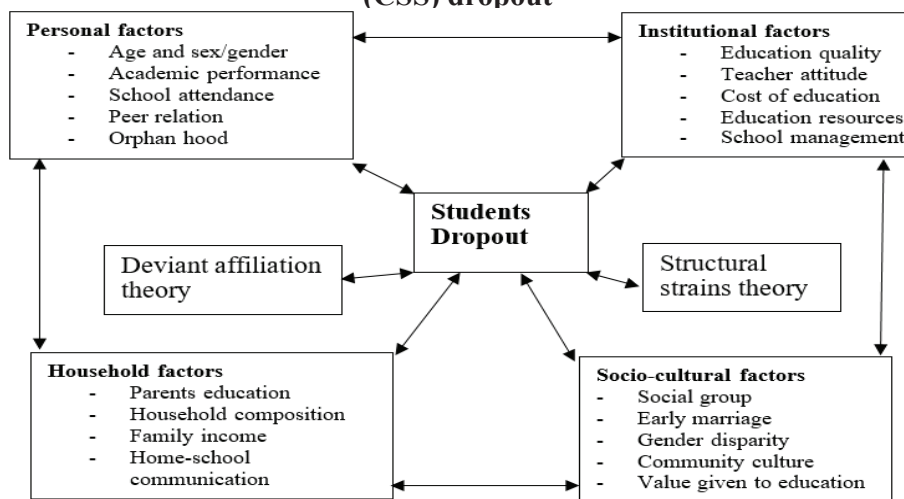 (CSS) dropout
Personal factors
- Age and sex/gender
- Academic performance
- School attendance
- Peer relation
- Orphan hood
Institutional factors
- Education quality
- Teacher attitude
- Cost of education
- Education resources
- School management
Students
Dropout
Deviant affiliation
theory
Structural
strains theory
Household factors
- Parents education
- Household composition
- Family income
- Home-school
communication
Socio-cultural factors
- Social group
- Early marriage
- Gender disparity
- Community culture
- Value given to education